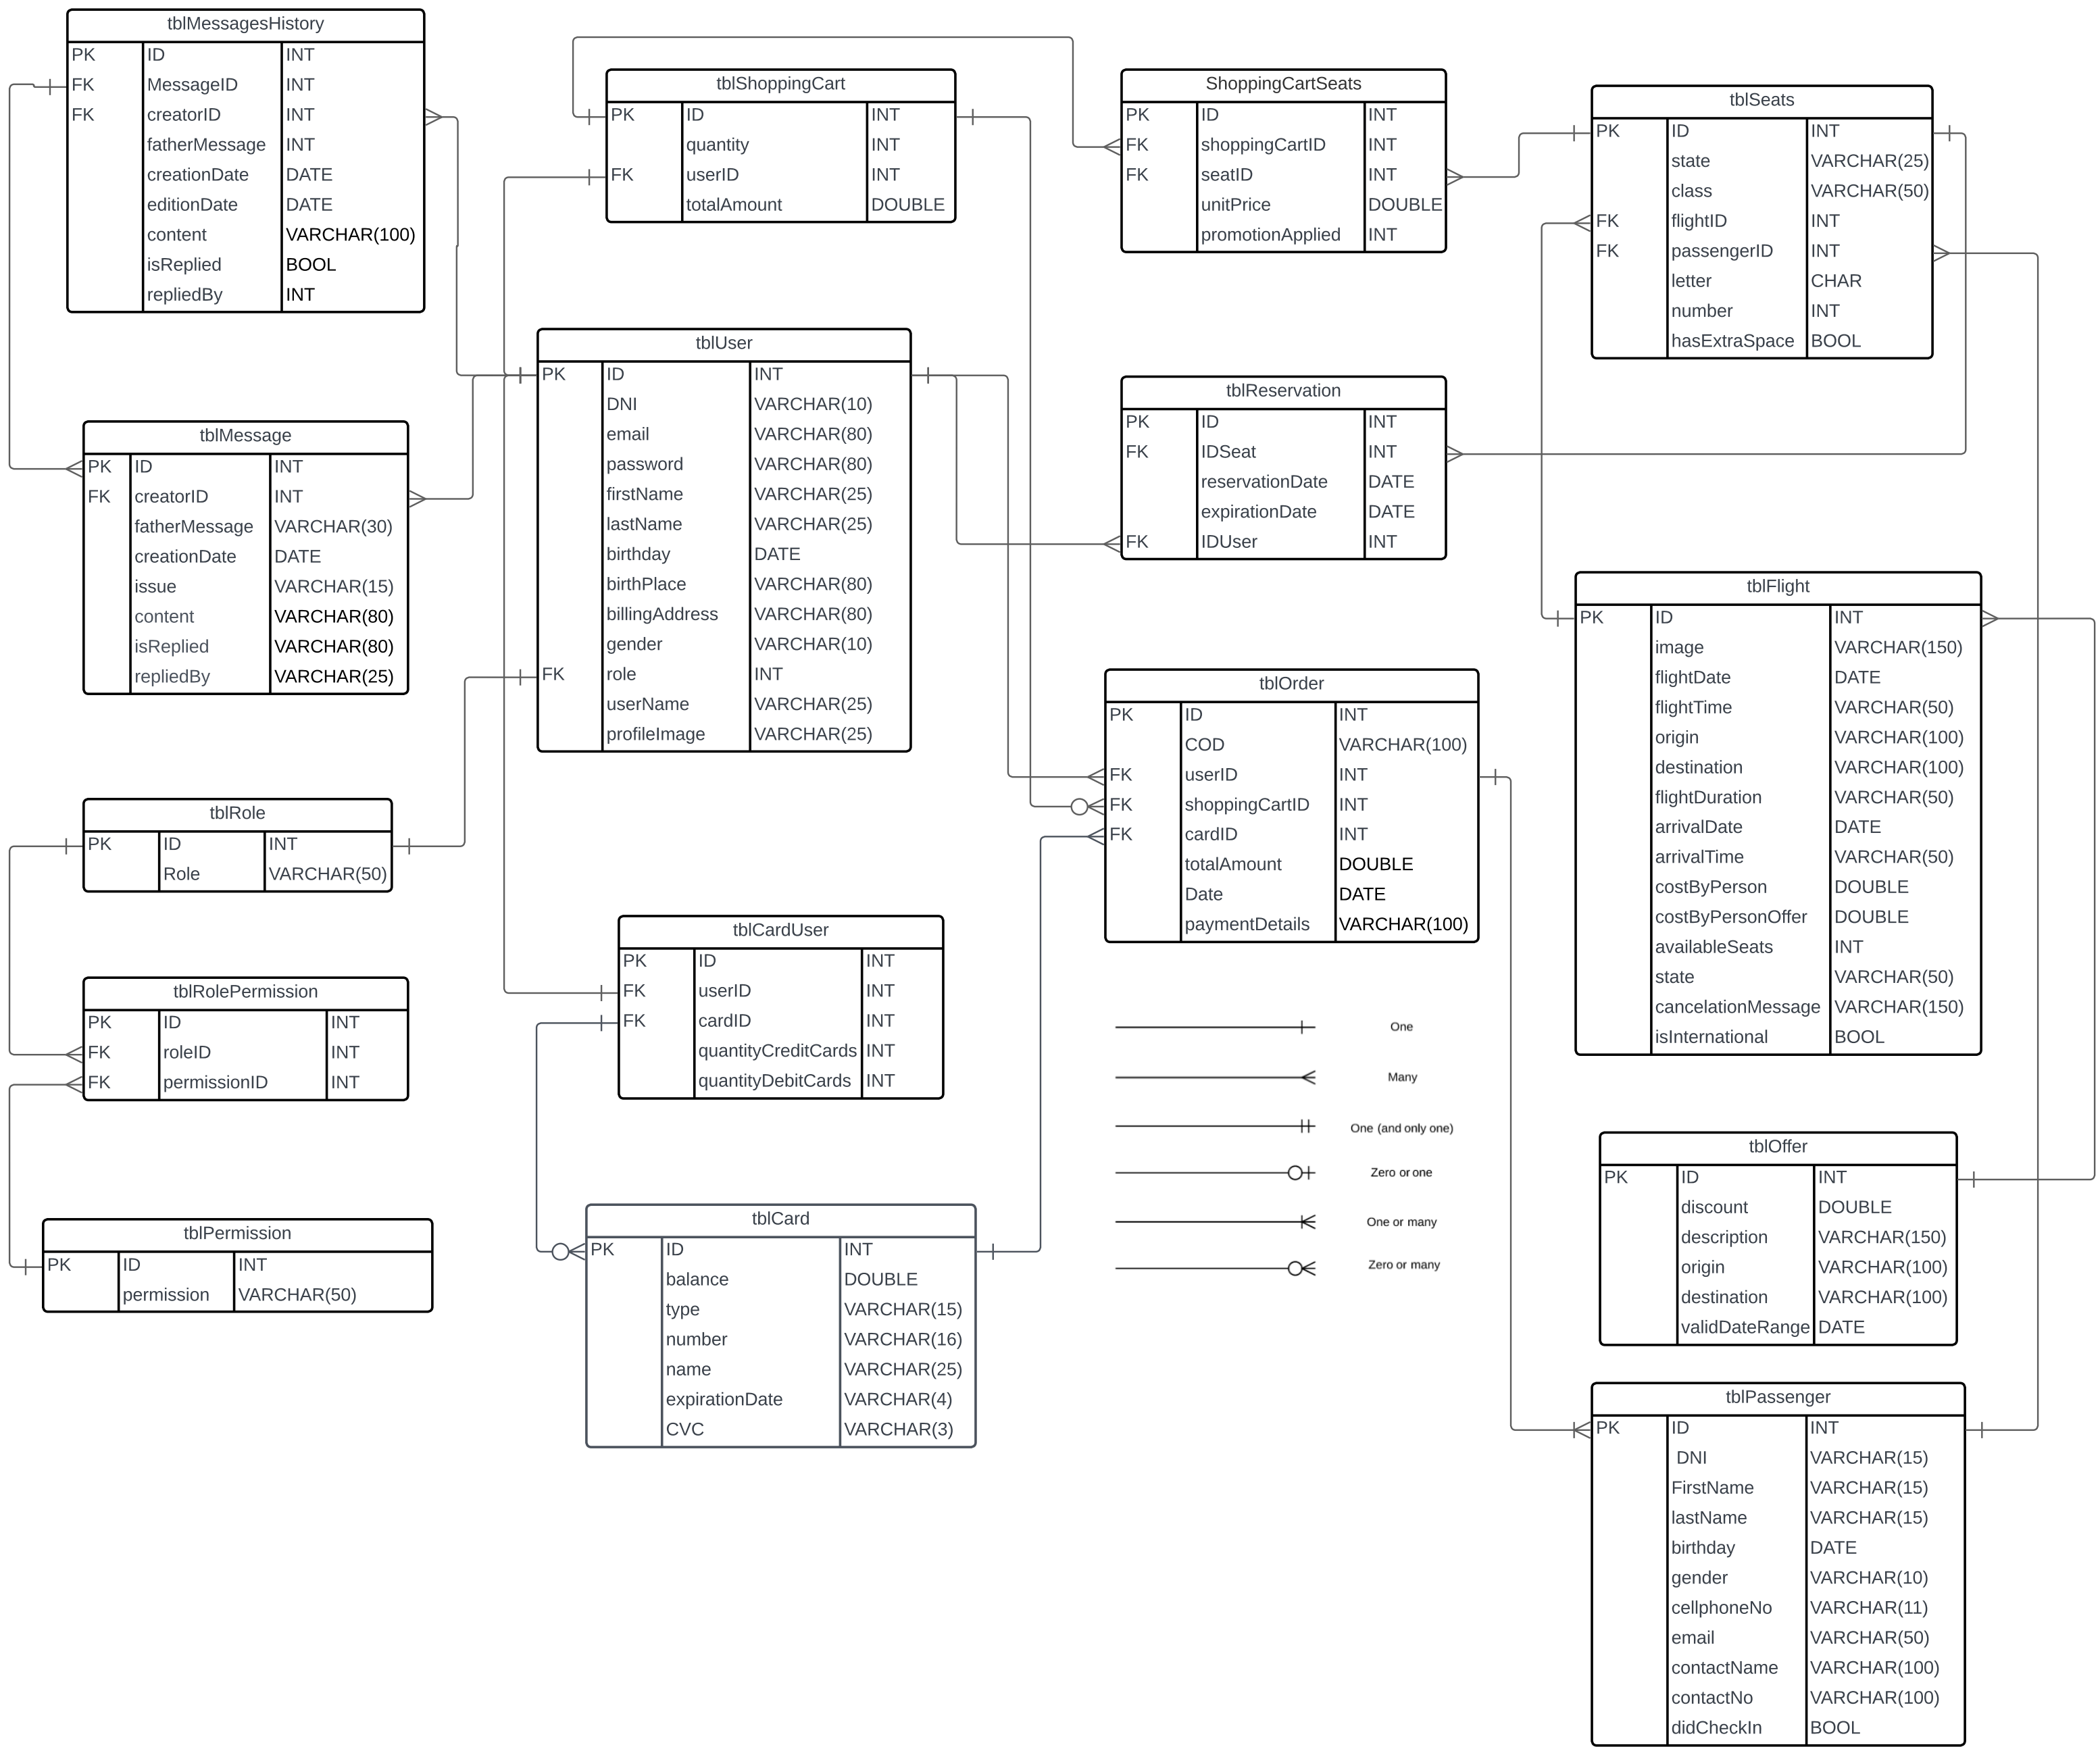 tblMessagesHistory
PK ID INT
FK MessageID INT
FK creatorID INT
fatherMessage INT
creationDate DATE
editionDate DATE
content VARCHAR(100)
isReplied BOOL
repliedBy INT
tblShoppingCart
PK ID INT
quantity INT
FK userID INT
totalAmount DOUBLE
ShoppingCartSeats
PK ID INT
FK shoppingCartID INT
FK seatID INT
unitPrice DOUBLE
promotionApplied INT
tblSeats
PK ID INT
state VARCHAR(25)
class VARCHAR(50)
FK flightID INT
FK passengerID INT
letter CHAR
number INT
hasExtraSpace BOOL
tblUser
PK ID INT
DNI VARCHAR(10)
email VARCHAR(80)
password VARCHAR(80)
firstName VARCHAR(25)
lastName VARCHAR(25)
birthday DATE
birthPlace VARCHAR(80)
billingAddress VARCHAR(80)
gender VARCHAR(10)
FK role INT
userName VARCHAR(25)
profileImage VARCHAR(25)
tblReservation
PK ID INT
FK IDSeat INT
reservationDate DATE
expirationDate DATE
FK IDUser INT
tblMessage
PK ID INT
FK creatorID INT
fatherMessage VARCHAR(30)
creationDate DATE
issue VARCHAR(15)
content VARCHAR(80)
isReplied VARCHAR(80)
repliedBy VARCHAR(25)
tblFlight
PK ID INT
image VARCHAR(150)
flightDate DATE
flightTime VARCHAR(50)
origin VARCHAR(100)
destination VARCHAR(100)
flightDuration VARCHAR(50)
arrivalDate DATE
arrivalTime VARCHAR(50)
costByPerson DOUBLE
costByPersonOffer DOUBLE
availableSeats INT
state VARCHAR(50)
cancelationMessage VARCHAR(150)
isInternational BOOL
tblOrder
PK ID INT
COD VARCHAR(100)
FK userID INT
FK shoppingCartID INT
FK cardID INT
totalAmount DOUBLE
Date DATE
paymentDetails VARCHAR(100)
tblRole
PK ID INT
Role VARCHAR(50)
tblCardUser
PK ID INT
FK userID INT
FK cardID INT
quantityCreditCards INT
quantityDebitCards INT
tblRolePermission
PK ID INT
FK roleID INT
FK permissionID INT
One
Many
One (and only one)
Zero or one
One or many
Zero or many
tblOffer
PK ID INT
discount DOUBLE
description VARCHAR(150)
origin VARCHAR(100)
destination VARCHAR(100)
validDateRange DATE
tblCard
PK ID INT
balance DOUBLE
type VARCHAR(15)
number VARCHAR(16)
name VARCHAR(25)
expirationDate VARCHAR(4)
CVC VARCHAR(3)
tblPermission
PK ID INT
permission VARCHAR(50)
tblPassenger
PK ID INT
DNI VARCHAR(15)
FirstName VARCHAR(15)
lastName VARCHAR(15)
birthday DATE
gender VARCHAR(10)
cellphoneNo VARCHAR(11)
email VARCHAR(50)
contactName VARCHAR(100)
contactNo VARCHAR(100)
didCheckIn BOOL